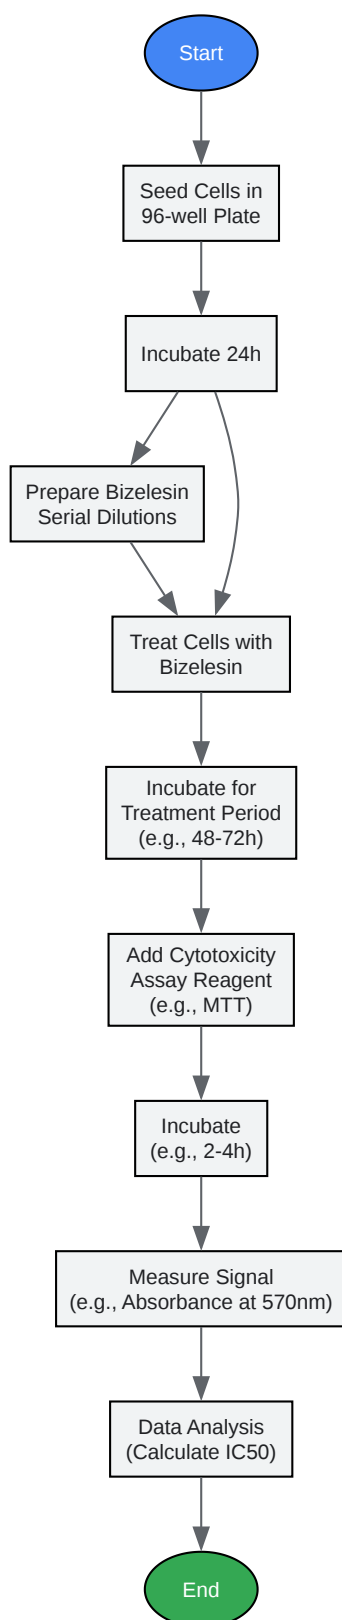 Start
Seed Cells in
96-well Plate
Incubate 24h
Prepare Bizelesin
Serial Dilutions
Treat Cells with
Bizelesin
Incubate for
Treatment Period
(e.g., 48-72h)
Add Cytotoxicity
Assay Reagent
(e.g., MTT)
Incubate
(e.g., 2-4h)
Measure Signal
(e.g., Absorbance at 570nm)
Data Analysis
(Calculate IC50)
End